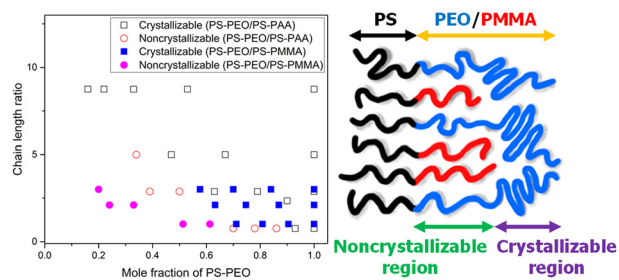 Crystallizable (PS-PEO/PS-PAA)
Noncrystallizable (PS-PEO/PS-PAA)
Crystallizable (PS-PEO/PS-PMMA)
Noncrystallizable (PS-PEO/PS-PMMA)
10
5
0
0.2 0.4 0.6 0.8 1.0
Chain length ratio
Mole fraction of PS-PEO
PS PEO/PMMA
Noncrystallizable Crystallizable
region region